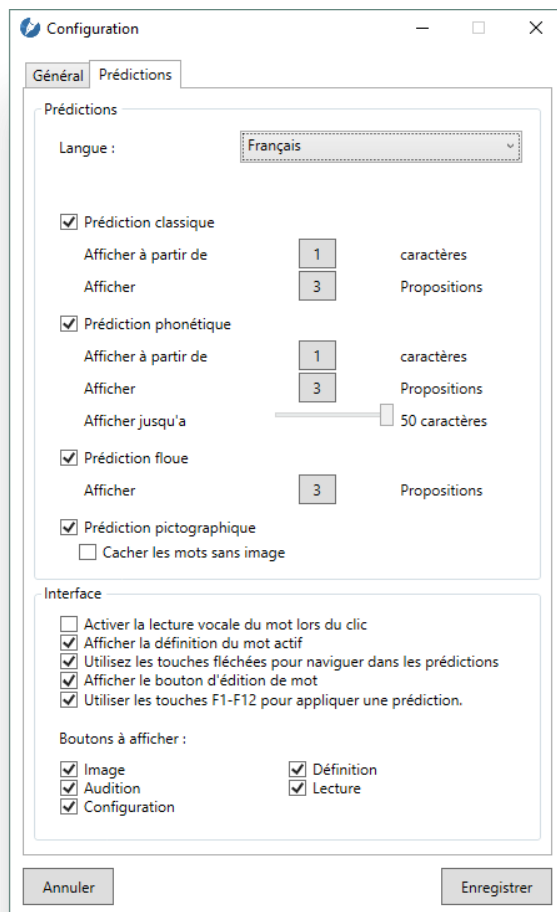 Configuration
Général Prédictions
Prédictions
Langue : Français
Prédiction classique
Afficher à partir de 1 caractères
Afficher 3 Propositions
Prédiction phonétique
Afficher à partir de 1 caractères
Afficher 3 Propositions
Afficher jusqu'a 50 caractères
Prédiction floue
Afficher 3 Propositions
Prédiction pictographique
Cacher les mots sans image
Interface
Activer la lecture vocale du mot lors du clic
Afficher la définition du mot actif
Utilisez les touches fléchées pour naviguer dans les prédictions
Afficher le bouton d'édition de mot
Utiliser les touches F1-F12 pour appliquer une prédiction.
Boutons à afficher :
Image Définition
Audition Lecture
Configuration
Annuler Enregistrer